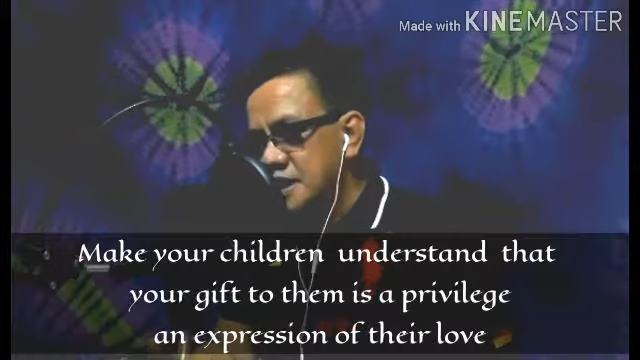 Made with KINEMASTER
Make your children understand that
your gift to them is a privilege
an expression of their love